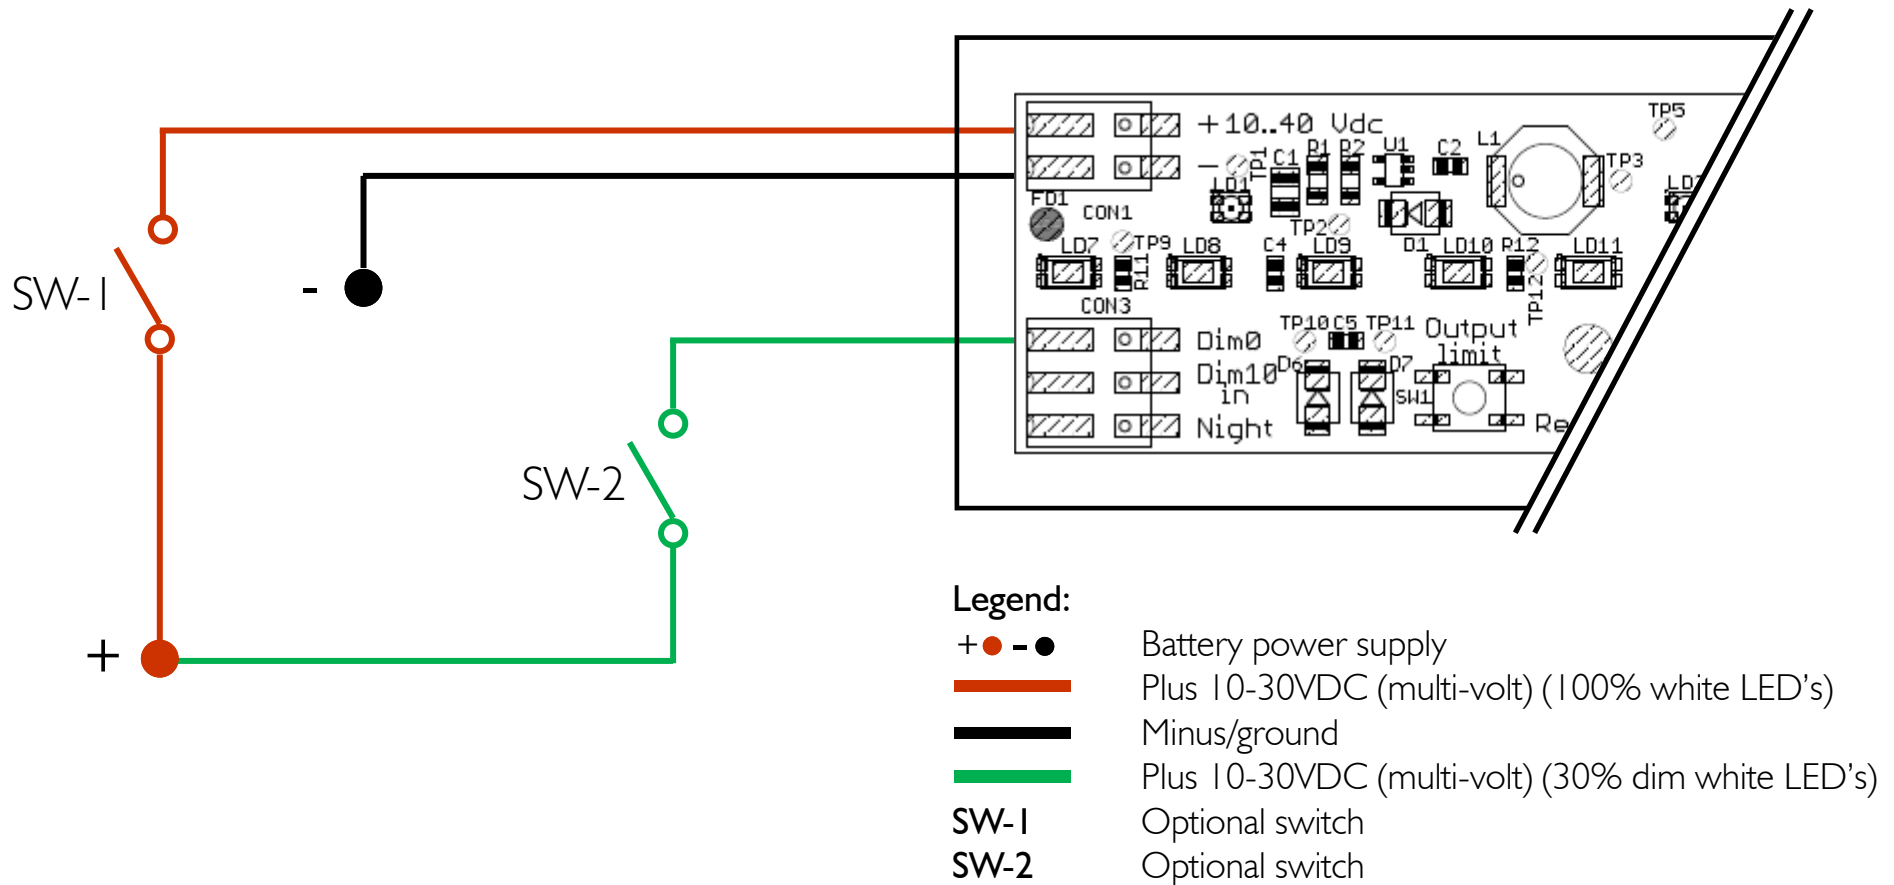 +10..40 Vdc
TP5
TP1
C1
R1
R2
U1
C2
L1
TP3
LD1
FD1
CON1
TP2
D1
SW-1
-
LD7
TP9
R11
LD8
C4
LD9
LD10
R12
TP12
LD11
CON3
TP10
C5
TP11
Output
limit
Dim0
D6
D7
Dim10
in
SW1
Night
Re
SW-2
+
Legend:
+ -
Battery power supply
Plus 10-30VDC (multi-volt) (100% white LED's)
Minus/ground
Plus 10-30VDC (multi-volt) (30% dim white LED's)
SW-1 Optional switch
SW-2 Optional switch